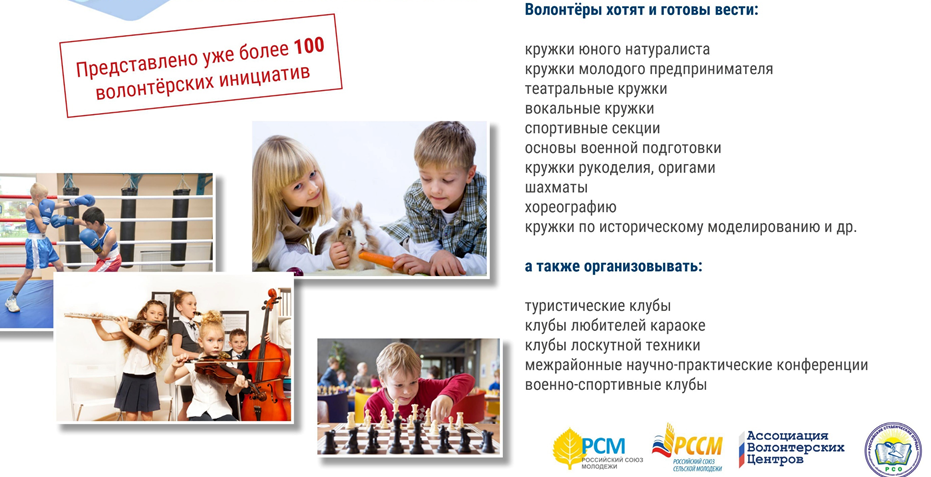 Представлено уже более 100
волонтёрских инициатив
Волонтёры хотят и готовы вести:
кружки юного натуралиста
кружки молодого предпринимателя
театральные кружки
вокальные кружки
спортивные секции
основы военной подготовки
кружки рукоделия, оригами
шахматы
хореографию
кружки по историческому моделированию и др.
а также организовывать:
туристические клубы
клубы любителей караоке
клубы лоскутной техники
межрайонные научно-практические конференции
военно-спортивные клубы
РСМ
РОССИЙСКИЙ СОЮЗ
МОЛОДЕЖИ
РССМ
РОССИЙСКИЙ СОЮЗ
СЕЛЬСКОЙ МОЛОДЕЖИ
Ассоциация
Волонтерских
Центров
РСО